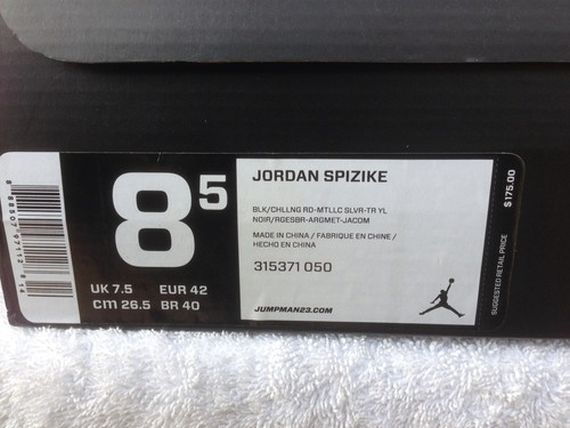 8 5
UK 7.5 EUR 42
cm 26.5 BR 40
JORDAN SPIZIKE
BLK/CHLLNG RD-MTLLC SLVR-TR YL
NOIR/RGESBR-ARGMET-JACOM
MADE IN CHINA / FABRIQUE EN CHINE /
HECHO EN CHINA
315371 050
JUMPMAN23.COM
SUGGESTED RETAIL PRICE $175.00